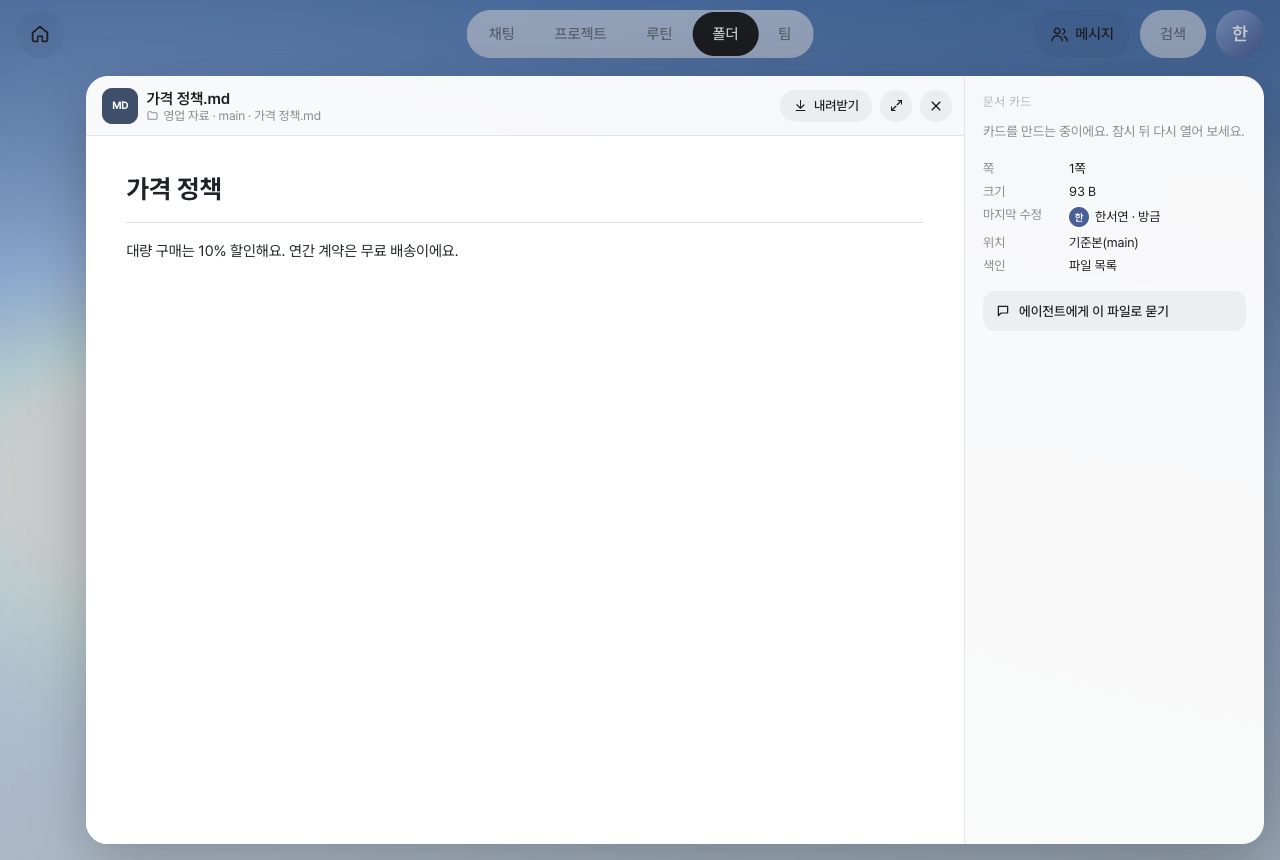 채팅
프로젝트
루틴
폴더
팀
메시지
검색
한
MD
가격 정책.md
영업 자료 · main · 가격 정책.md
내려받기
가격 정책
대량 구매는 10% 할인해요. 연간 계약은 무료 배송이에요.
문서 카드
카드를 만드는 중이에요. 잠시 뒤 다시 열어 보세요.
쪽 1쪽
크기 93 B
마지막 수정 한 한서연 · 방금
위치 기준본(main)
색인 파일 목록
에이전트에게 이 파일로 묻기